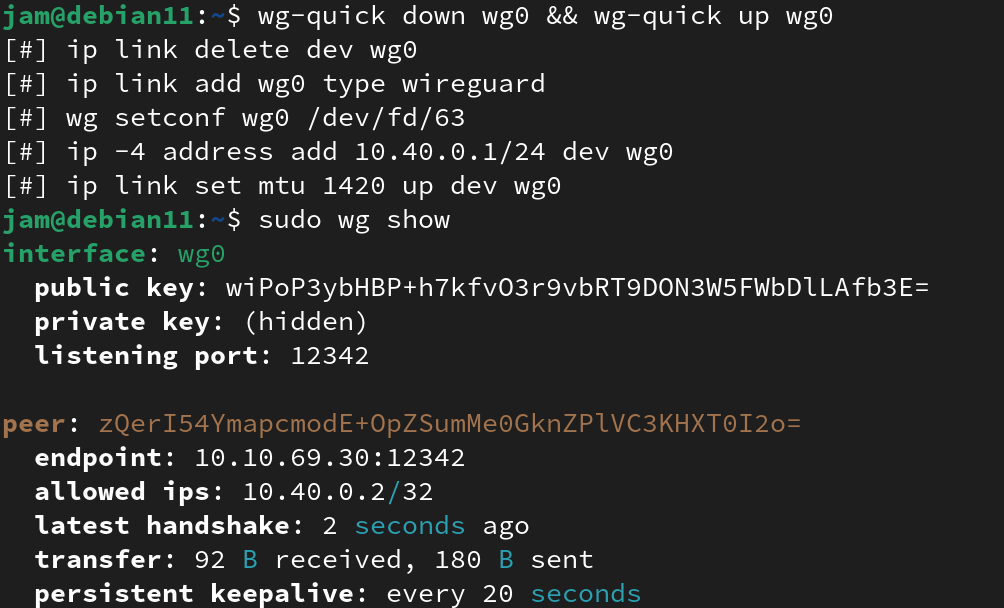 jam@debian11:~$ wg-quick down wg0 && wg-quick up wg0
[#] ip link delete dev wg0
[#] ip link add wg0 type wireguard
[#] wg setconf wg0 /dev/fd/63
[#] ip -4 address add 10.40.0.1/24 dev wg0
[#] ip link set mtu 1420 up dev wg0
jam@debian11:~$ sudo wg show
interface: wg0
  public key: wiPoP3ybHBP+h7kfvO3r9vbRT9DON3W5FWbDlLAfb3E=
  private key: (hidden)
  listening port: 12342

peer: zQerI54YmapcmodE+OpZSumMe0GknZPlVC3KHXT0I2o=
  endpoint: 10.10.69.30:12342
  allowed ips: 10.40.0.2/32
  latest handshake: 2 seconds ago
  transfer: 92 B received, 180 B sent
  persistent keepalive: every 20 seconds